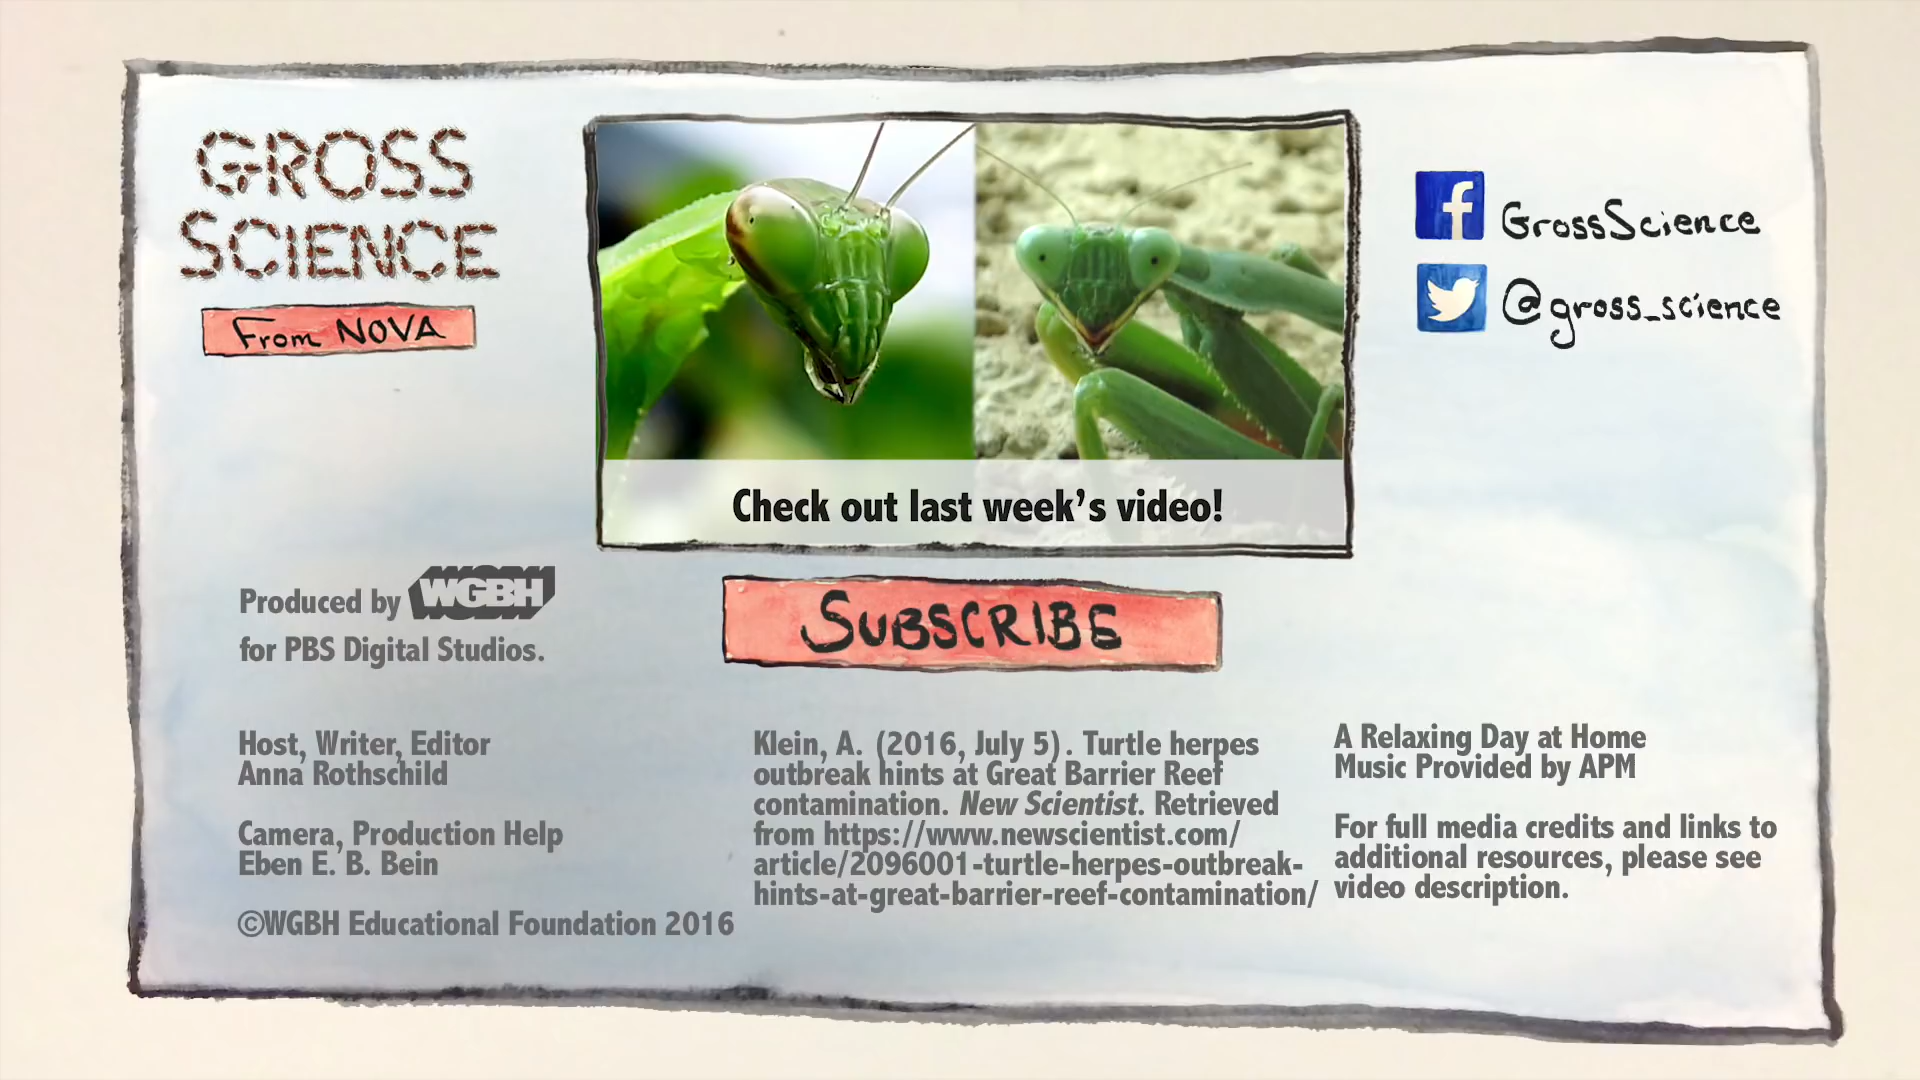 GROSS
SCIENCE
From NOVA
Check out last week's video!
GrossScience
@gross_science
Produced by WGBH
for PBS Digital Studios.
SUBSCRIBE
Host, Writer, Editor
Anna Rothschild
Camera, Production Help
Eben E. B. Bein
©WGBH Educational Foundation 2016
Klein, A. (2016, July 5). Turtle herpes
outbreak hints at Great Barrier Reef
contamination. New Scientist. Retrieved
from https://www.newscientist.com/
article/2096001-turtle-herpes-outbreak-
hints-at-great-barrier-reef-contamination/
A Relaxing Day at Home
Music Provided by APM
For full media credits and links to
additional resources, please see
video description.